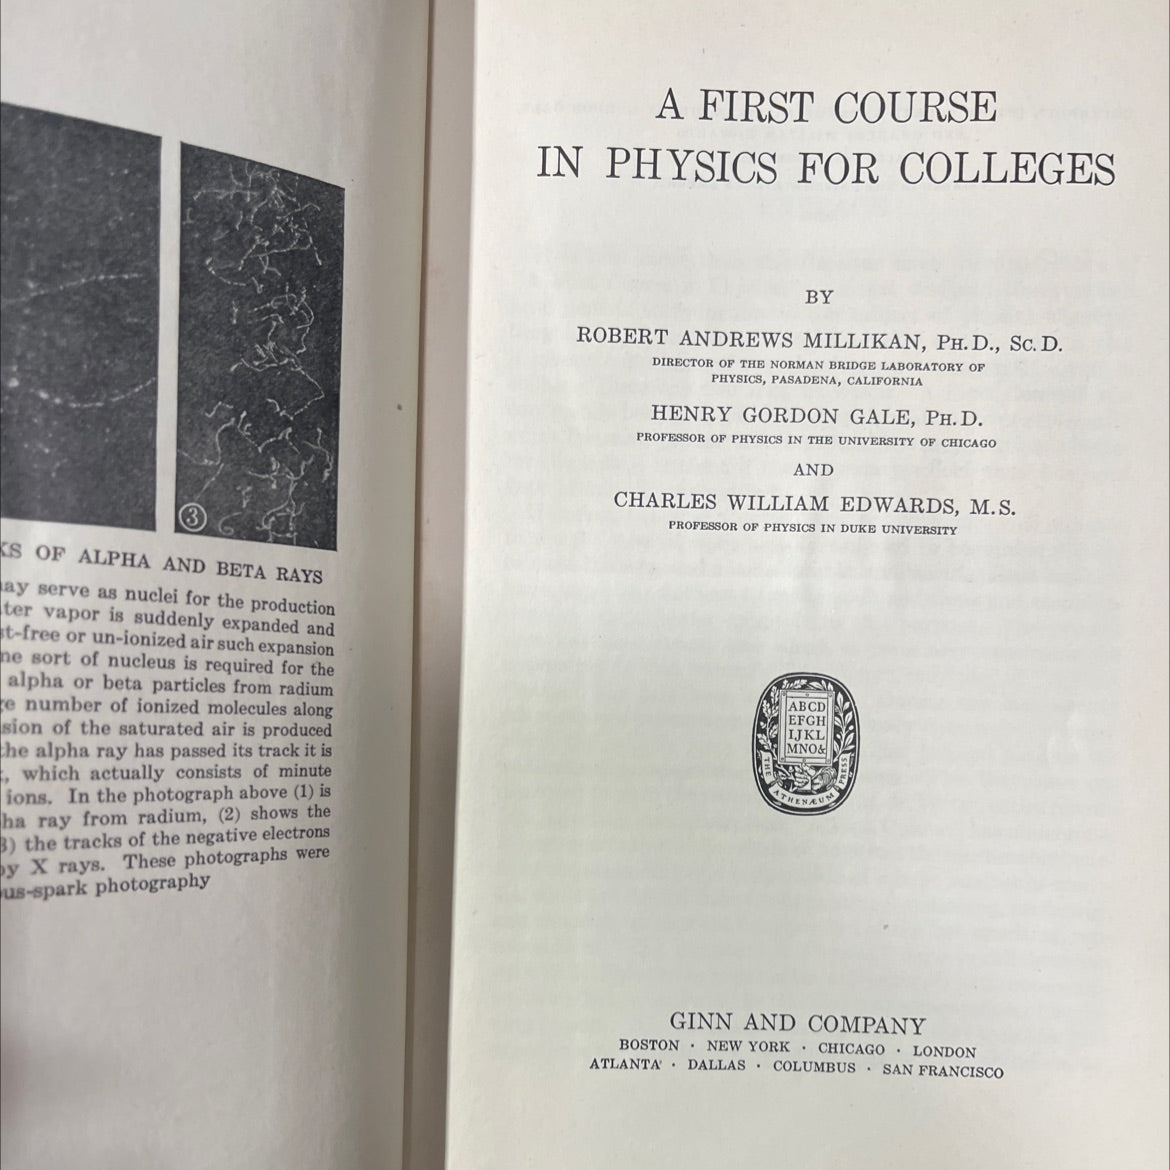 ③
KS OF ALPHA AND BETA RAYS
ay serve as nuclei for the production
ter vapor is suddenly expanded and
st-free or un-ionized air such expansion
ne sort of nucleus is required for the
alpha or beta particles from radium
ge number of ionized molecules along
sion of the saturated air is produced
the alpha ray has passed its track it is
, which actually consists of minute
ions. In the photograph above (1) is
ha ray from radium, (2) shows the
3) the tracks of the negative electrons
by X rays. These photographs were
us-spark photography
A FIRST COURSE
IN PHYSICS FOR COLLEGES
BY
ROBERT ANDREWS MILLIKAN, PH.D., SC.D.
DIRECTOR OF THE NORMAN BRIDGE LABORATORY OF
PHYSICS, PASADENA, CALIFORNIA
HENRY GORDON GALE, PH.D.
PROFESSOR OF PHYSICS IN THE UNIVERSITY OF CHICAGO
AND
CHARLES WILLIAM EDWARDS, M.S.
PROFESSOR OF PHYSICS IN DUKE UNIVERSITY
ABCD
EFGH
IJKL
MNO&
THE ATHENÆUM PRESS
GINN AND COMPANY
BOSTON · NEW YORK · CHICAGO · LONDON
ATLANTA · DALLAS · COLUMBUS · SAN FRANCISCO